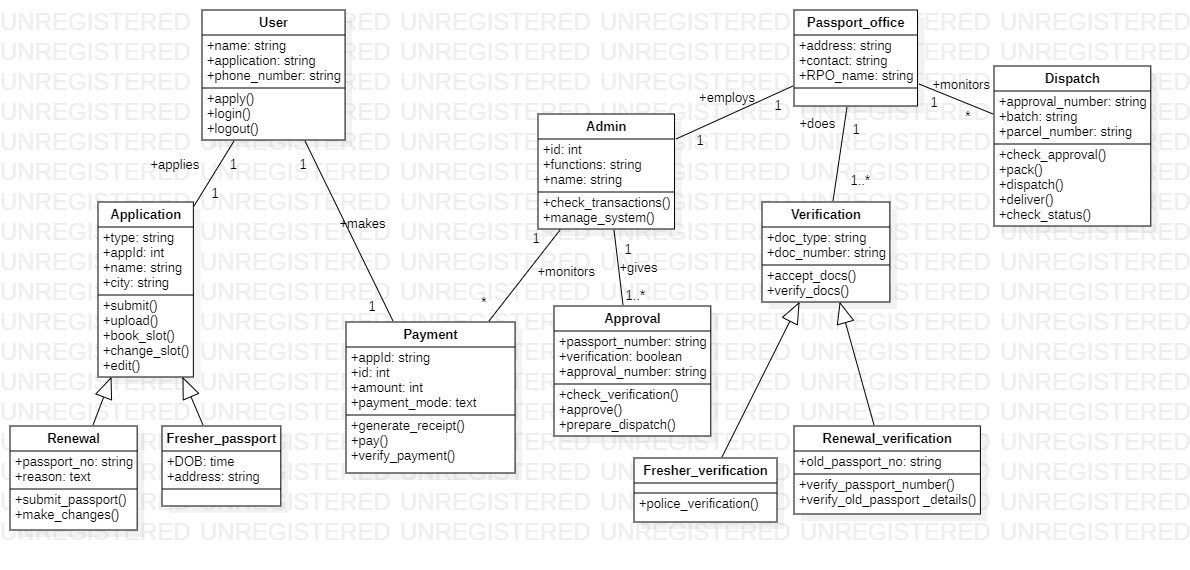 User
+name: string
+application: string
+phone_number: string
+apply()
+login()
+logout()
Passport_office
+address: string
+contact: string
+RPO_name: string
Dispatch
+approval_number: string
+batch: string
+parcel_number: string
+check_approval()
+pack()
+dispatch()
+deliver()
+check_status()
+monitors
1
*
+employs
1
1
Admin
+id: int
+functions: string
+name: string
+check_transactions()
+manage_system()
+does
1
1..*
+applies
1
1
1
+makes
1
Application
+type: string
+appId: int
+name: string
+city: string
+submit()
+upload()
+book_slot()
+change_slot()
+edit()
Verification
+doc_type: string
+doc_number: string
+accept_docs()
+verify_docs()
1
+monitors
*
1
+gives
1..*
Payment
+appId: string
+id: int
+amount: int
+payment_mode: text
+generate_receipt()
+pay()
+verify_payment()
Approval
+passport_number: string
+verification: boolean
+approval_number: string
+check_verification()
+approve()
+prepare_dispatch()
Renewal
+passport_no: string
+reason: text
+submit_passport()
+make_changes()
Fresher_passport
+DOB: time
+address: string
Fresher_verification
+police_verification()
Renewal_verification
+old_passport_no: string
+verify_passport_number()
+verify_old_passport _details()
UNREGISTERED